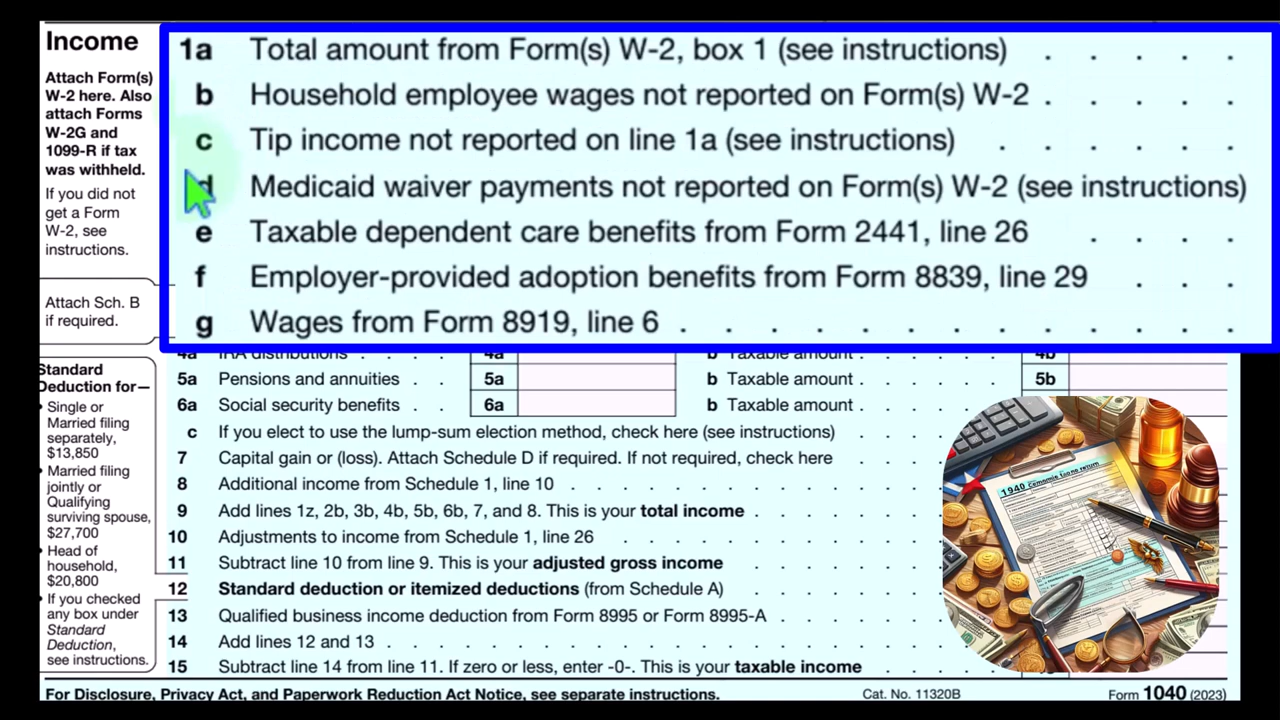 Income
Attach Form(s)
W-2 here. Also
attach Forms
W-2G and
1099-R if tax
was withheld.
If you did not
get a Form
W-2, see
instructions.
Attach Sch. B
if required.
Standard
Deduction for—
• Single or
Married filing
separately,
$13,850
• Married filing
jointly or
Qualifying
surviving spouse,
$27,700
• Head of
household,
$20,800
• If you checked
any box under
Standard
Deduction,
see instructions.
1a Total amount from Form(s) W-2, box 1 (see instructions) . . . . .
b Household employee wages not reported on Form(s) W-2 . . . . .
c Tip income not reported on line 1a (see instructions) . . . . . .
d Medicaid waiver payments not reported on Form(s) W-2 (see instructions)
e Taxable dependent care benefits from Form 2441, line 26 . . . .
f Employer-provided adoption benefits from Form 8839, line 29 . . .
g Wages from Form 8919, line 6 . . . . . . . . . . . . .
4a IRA distributions . . . . 4a b Taxable amount . . . . . 4b
5a Pensions and annuities . . 5a b Taxable amount . . . . . 5b
6a Social security benefits . . 6a b Taxable amount . . . . .
c If you elect to use the lump-sum election method, check here (see instructions) . . .
7 Capital gain or (loss). Attach Schedule D if required. If not required, check here . . .
8 Additional income from Schedule 1, line 10 . . . . . . . . . . . . . .
9 Add lines 1z, 2b, 3b, 4b, 5b, 6b, 7, and 8. This is your total income . . . . .
10 Adjustments to income from Schedule 1, line 26 . . . . . . . . . . . .
11 Subtract line 10 from line 9. This is your adjusted gross income . . . . . .
12 Standard deduction or itemized deductions (from Schedule A) . . . . . .
13 Qualified business income deduction from Form 8995 or Form 8995-A . . . . .
14 Add lines 12 and 13 . . . . . . . . . . . . . . . . . . . .
15 Subtract line 14 from line 11. If zero or less, enter -0-. This is your taxable income . .
For Disclosure, Privacy Act, and Paperwork Reduction Act Notice, see separate instructions. Cat. No. 11320B Form 1040 (2023)
1940